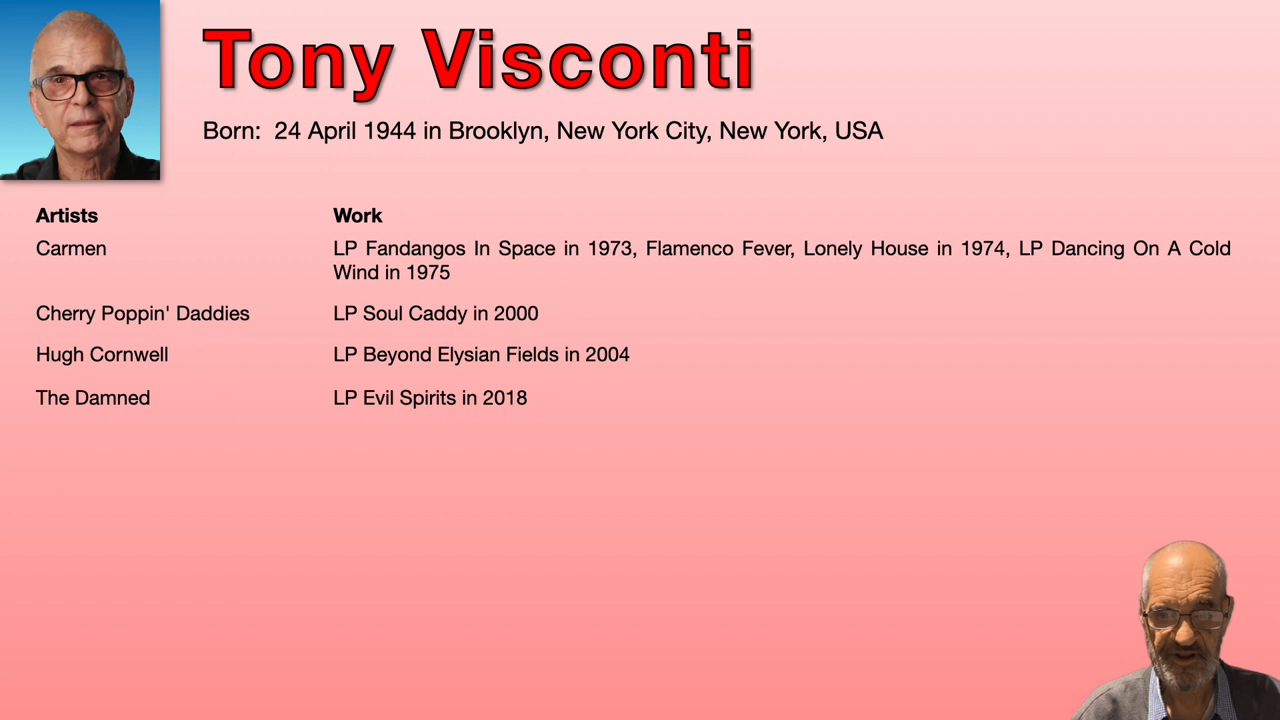 Tony Visconti
Born:  24 April 1944 in Brooklyn, New York City, New York, USA
Artists Work
Carmen LP Fandangos In Space in 1973, Flamenco Fever, Lonely House in 1974, LP Dancing On A Cold
Wind in 1975
Cherry Poppin' Daddies LP Soul Caddy in 2000
Hugh Cornwell LP Beyond Elysian Fields in 2004
The Damned LP Evil Spirits in 2018